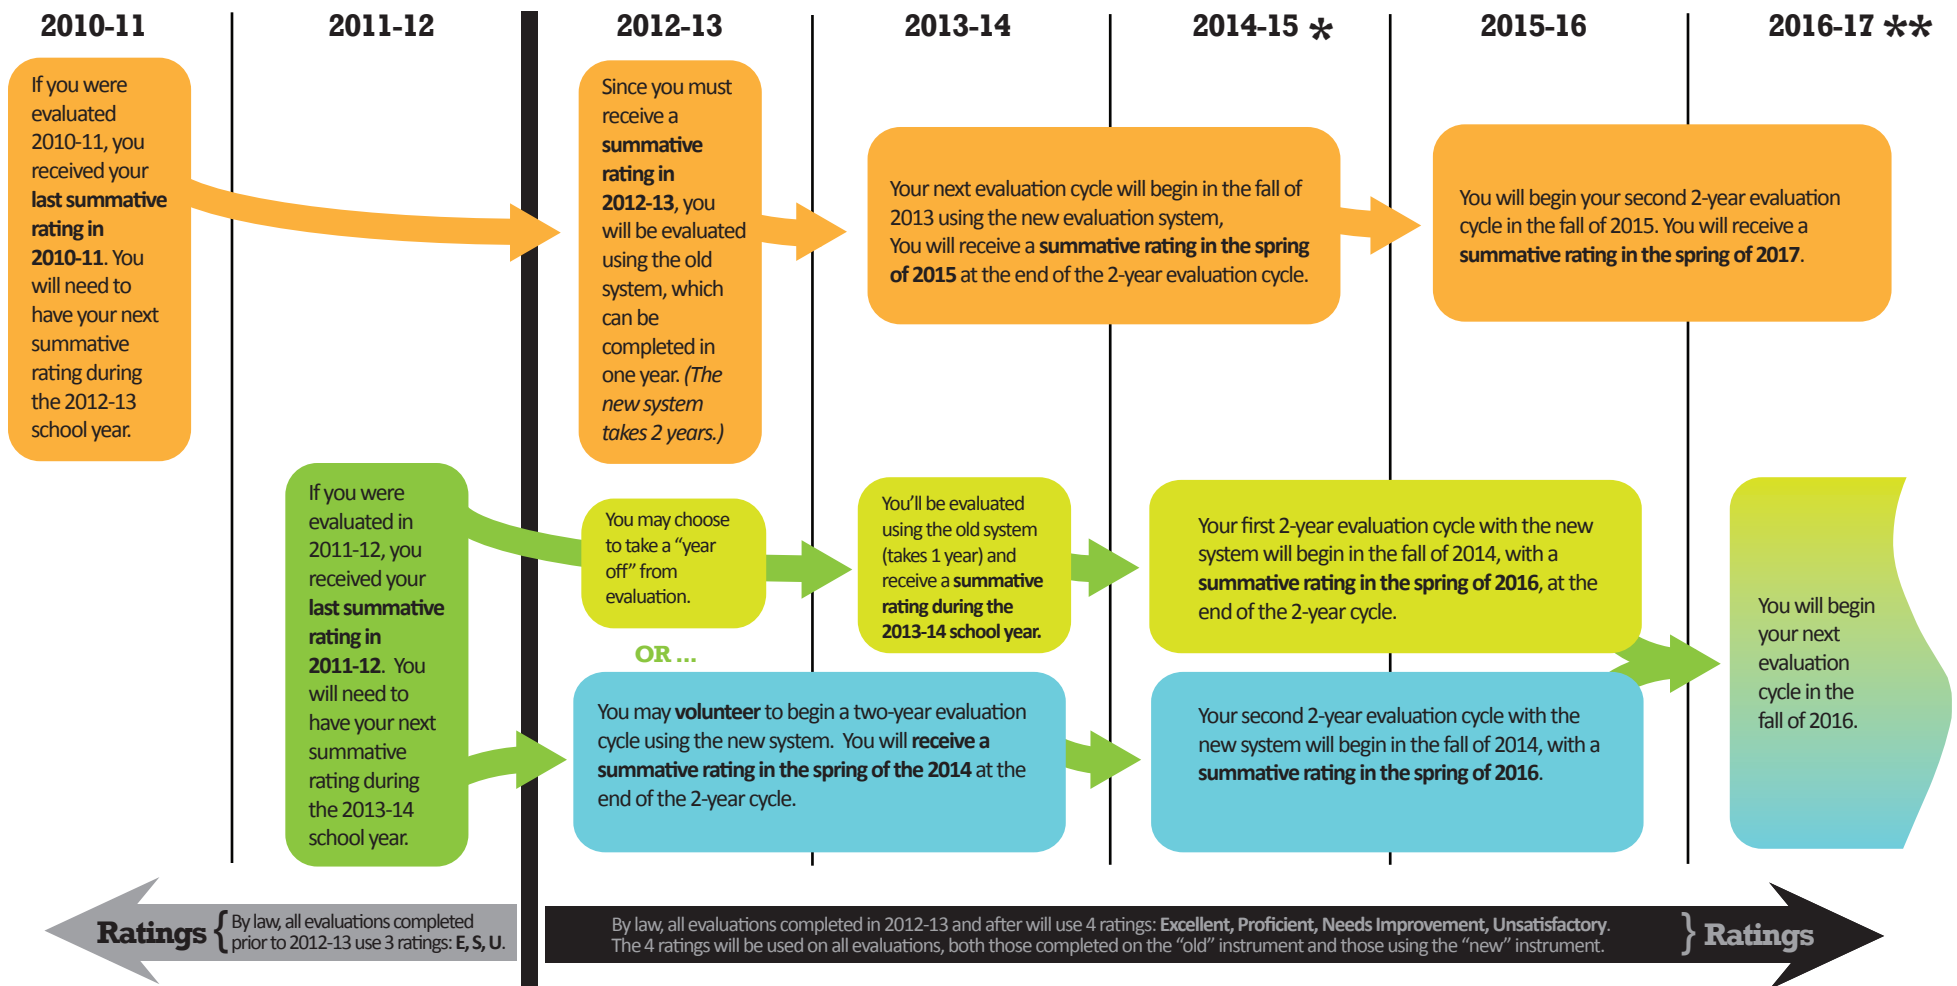 2010-11
2011-12
2012-13
2013-14
2014-15 *
2015-16
2016-17 **
If you were
evaluated
2010-11, you
received your
last summative
rating in
2010-11. You
will need to
have your next
summative
rating during
the 2012-13
school year.
Since you must
receive a
summative
rating in
2012-13, you
will be evaluated
using the old
system, which
can be
completed in
one year. (The
new system
takes 2 years.)
Your next evaluation cycle will begin in the fall of
2013 using the new evaluation system,
You will receive a summative rating in the spring
of 2015 at the end of the 2-year evaluation cycle.
You will begin your second 2-year evaluation
cycle in the fall of 2015. You will receive a
summative rating in the spring of 2017.
If you were
evaluated in
2011-12, you
received your
last summative
rating in
2011-12.  You
will need to
have your next
summative
rating during
the 2013-14
school year.
You may choose
to take a “year
off” from
evaluation.
You’ll be evaluated
using the old system
(takes 1 year) and
receive a summative
rating during the
2013-14 school year.
Your first 2-year evaluation cycle with the new
system will begin in the fall of 2014, with a
summative rating in the spring of 2016, at the
end of the 2-year cycle.
OR ...
You may volunteer to begin a two-year evaluation
cycle using the new system.  You will receive a
summative rating in the spring of the 2014 at the
end of the 2-year cycle.
Your second 2-year evaluation cycle with the
new system will begin in the fall of 2014, with a
summative rating in the spring of 2016.
You will begin
your next
evaluation
cycle in the
fall of 2016.
Ratings {
By law, all evaluations completed
prior to 2012-13 use 3 ratings: E, S, U.
By law, all evaluations completed in 2012-13 and after will use 4 ratings: Excellent, Proficient, Needs Improvement, Unsatisfactory.
The 4 ratings will be used on all evaluations, both those completed on the “old” instrument and those using the “new” instrument.
} Ratings